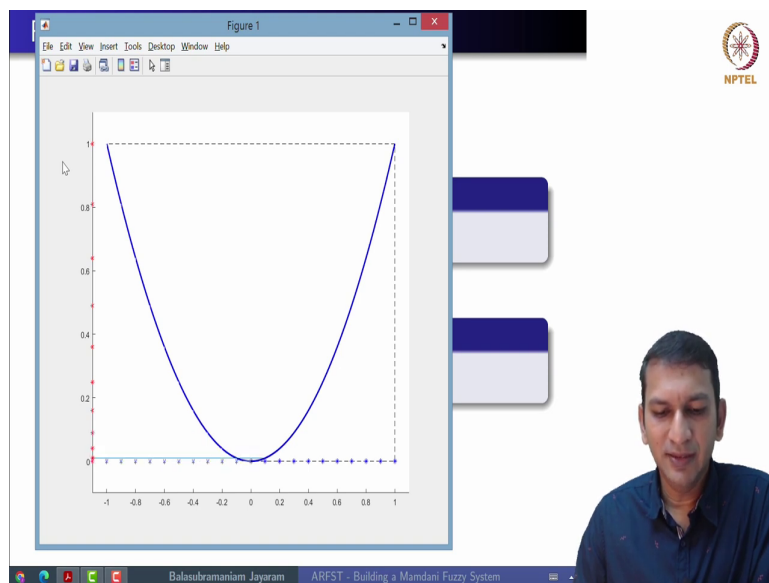 Figure 1
File Edit View Insert Tools Desktop Window Help
NPTEL
1
0.8
0.6
0.4
0.2
0
-1 -0.8 -0.6 -0.4 -0.2 0 0.2 0.4 0.6 0.8 1
Balasubramaniam Jayaram ARFST - Building a Mamdani Fuzzy System